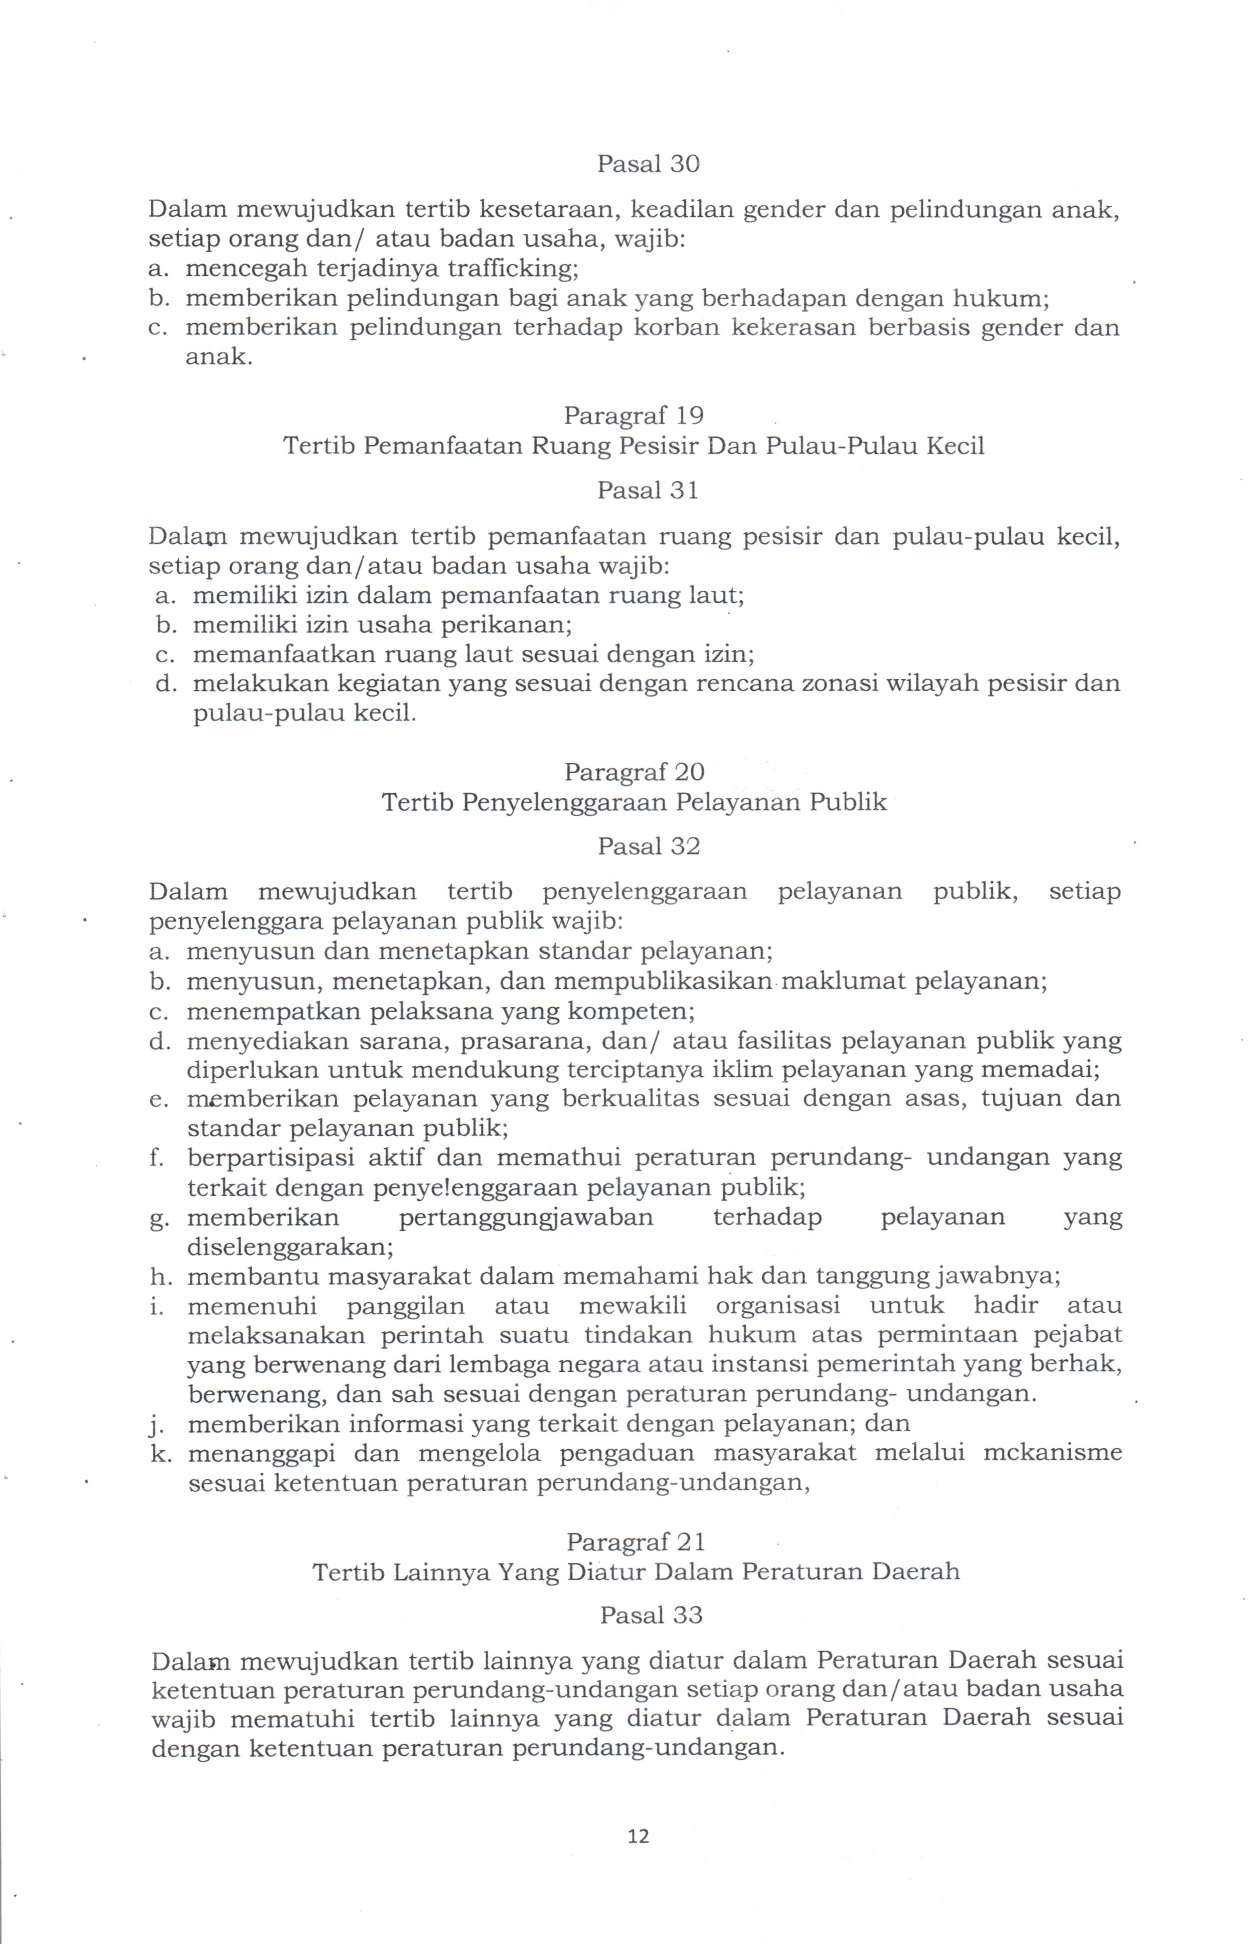 Pasal 30
Dalam mewujudkan tertib kesetaraan, keadilan gender dan pelindungan anak,
setiap orang dan/ atau badan usaha, wajib:
a. mencegah terjadinya trafficking;
b. memberikan pelindungan bagi anak yang berhadapan dengan hukum;
c. memberikan pelindungan terhadap korban kekerasan berbasis gender dan
anak.
Paragraf 19
Tertib Pemanfaatan Ruang Pesisir Dan Pulau-Pulau Kecil
Pasal 31
Dalam mewujudkan tertib pemanfaatan ruang pesisir dan pulau-pulau kecil,
setiap orang dan/atau badan usaha wajib:
a. memiliki izin dalam pemanfaatan ruang laut;
b. memiliki izin usaha perikanan;
c. memanfaatkan ruang laut sesuai dengan izin;
d. melakukan kegiatan yang sesuai dengan rencana zonasi wilayah pesisir dan
pulau-pulau kecil.
Paragraf 20
Tertib Penyelenggaraan Pelayanan Publik
Pasal 32
Dalam mewujudkan tertib penyelenggaraan pelayanan publik, setiap
penyelenggara pelayanan publik wajib:
a. menyusun dan menetapkan standar pelayanan;
b. menyusun, menetapkan, dan mempublikasikan maklumat pelayanan;
c. menempatkan pelaksana yang kompeten;
d. menyediakan sarana, prasarana, dan/ atau fasilitas pelayanan publik yang
diperlukan untuk mendukung terciptanya iklim pelayanan yang memadai;
e. memberikan pelayanan yang berkualitas sesuai dengan asas, tujuan dan
standar pelayanan publik;
f. berpartisipasi aktif dan memathui peraturan perundang- undangan yang
terkait dengan penyelenggaraan pelayanan publik;
g. memberikan pertanggungjawaban terhadap pelayanan yang
diselenggarakan;
h. membantu masyarakat dalam memahami hak dan tanggung jawabnya;
i. memenuhi panggilan atau mewakili organisasi untuk hadir atau
melaksanakan perintah suatu tindakan hukum atas permintaan pejabat
yang berwenang dari lembaga negara atau instansi pemerintah yang berhak,
berwenang, dan sah sesuai dengan peraturan perundang- undangan.
j. memberikan informasi yang terkait dengan pelayanan; dan
k. menanggapi dan mengelola pengaduan masyarakat melalui mckanisme
sesuai ketentuan peraturan perundang-undangan,
Paragraf 21
Tertib Lainnya Yang Diatur Dalam Peraturan Daerah
Pasal 33
Dalam mewujudkan tertib lainnya yang diatur dalam Peraturan Daerah sesuai
ketentuan peraturan perundang-undangan setiap orang dan/atau badan usaha
wajib mematuhi tertib lainnya yang diatur dalam Peraturan Daerah sesuai
dengan ketentuan peraturan perundang-undangan.
12